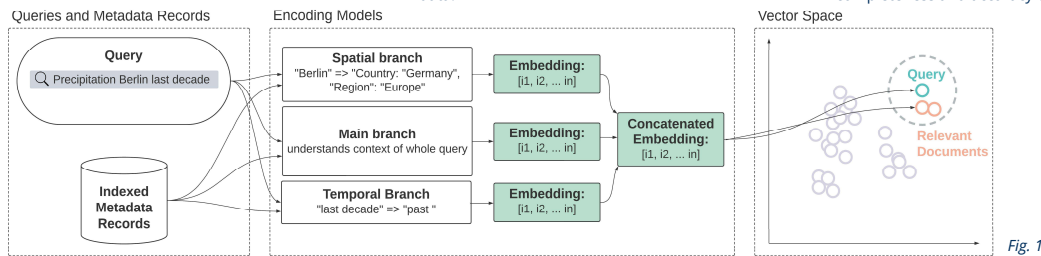 Queries and Metadata Records
Query
Precipitation Berlin last decade
Indexed
Metadata
Records
Encoding Models
Spatial branch
"Berlin" => "Country: "Germany",
"Region": "Europe"
Main branch
understands context of whole query
Temporal Branch
"last decade" => "past "
Embedding:
[i1, i2, ... in]
Embedding:
[i1, i2, ... in]
Embedding:
[i1, i2, ... in]
Concatenated
Embedding:
[i1, i2, ... in]
Vector Space
Query
Relevant
Documents
Fig. 1